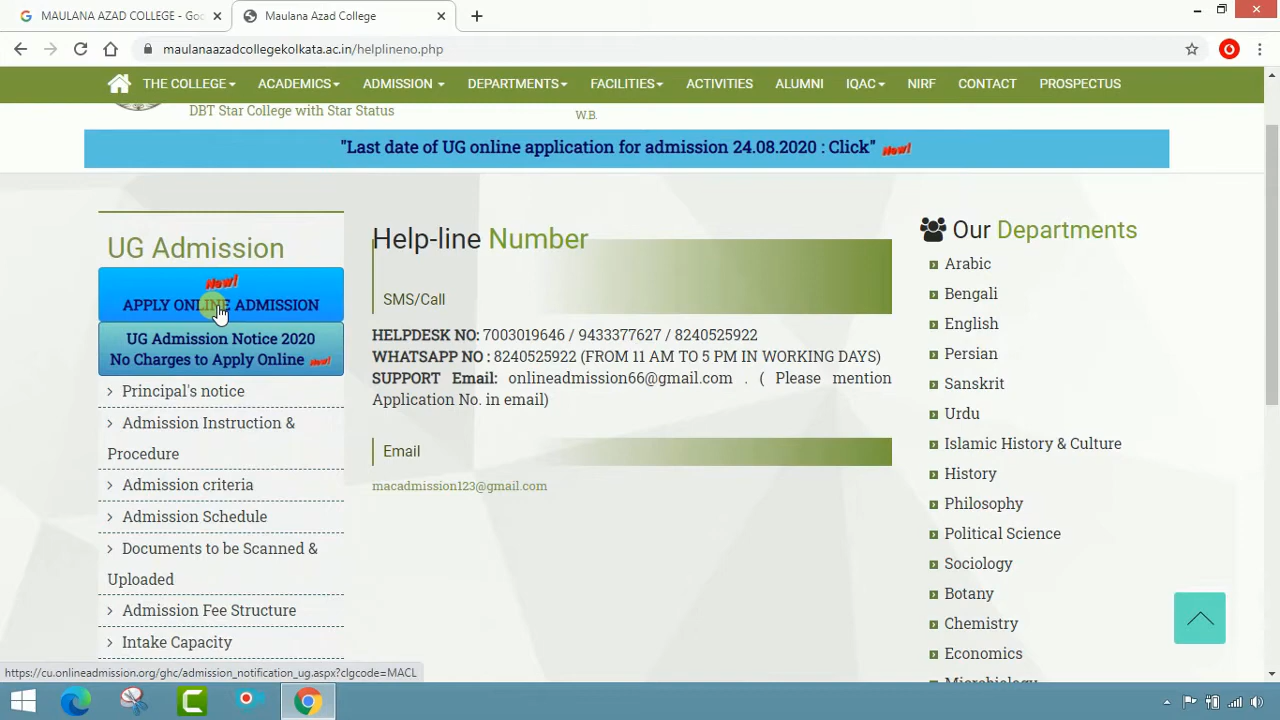 MAULANA AZAD COLLEGE - Goo
Maulana Azad College
maulanaazadcollegekolkata.ac.in/helplineno.php
THE COLLEGE
ACADEMICS
ADMISSION
DEPARTMENTS
FACILITIES
ACTIVITIES
ALUMNI
IQAC
NIRF
CONTACT
PROSPECTUS
DBT Star College with Star Status
W.B.
"Last date of UG online application for admission 24.08.2020 : Click" New!
UG Admission
New!
APPLY ONLINE ADMISSION
UG Admission Notice 2020
No Charges to Apply Online New!
Principal's notice
Admission Instruction &
Procedure
Admission criteria
Admission Schedule
Documents to be Scanned &
Uploaded
Admission Fee Structure
Intake Capacity
Help-line Number
SMS/Call
HELPDESK NO: 7003019646 / 9433377627 / 8240525922
WHATSAPP NO : 8240525922 (FROM 11 AM TO 5 PM IN WORKING DAYS)
SUPPORT Email: onlineadmission66@gmail.com . ( Please mention
Application No. in email)
Email
macadmission123@gmail.com
Our Departments
Arabic
Bengali
English
Persian
Sanskrit
Urdu
Islamic History & Culture
History
Philosophy
Political Science
Sociology
Botany
Chemistry
Economics
Microbiology
https://cu.onlineadmission.org/ghc/admission_notification_ug.aspx?clgcode=MACL